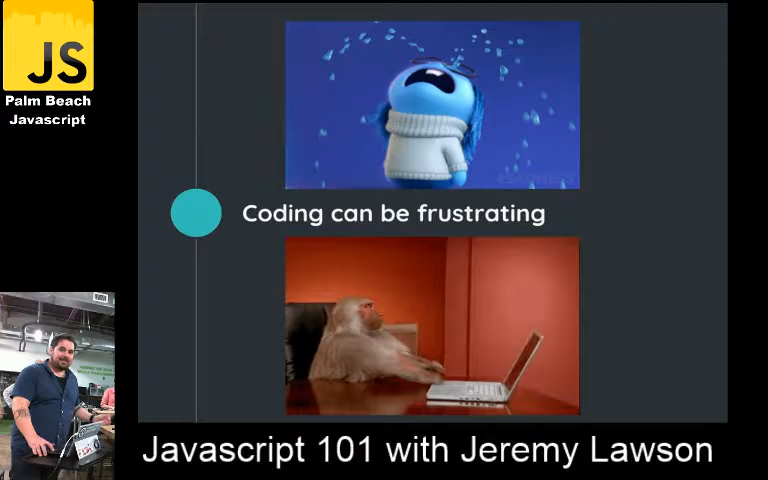 JS
Palm Beach
Javascript
Coding can be frustrating
Javascript 101 with Jeremy Lawson